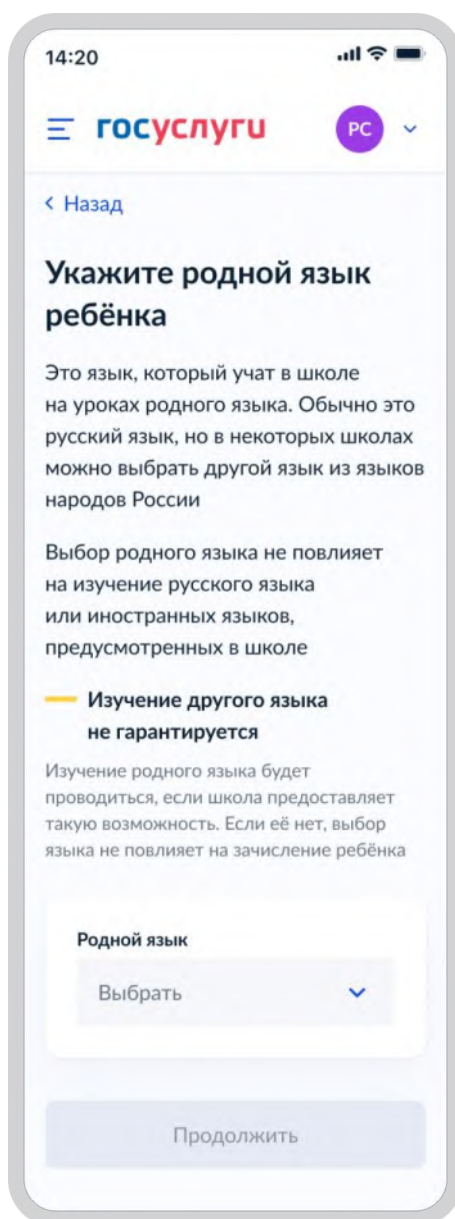 14:20
госуслуги
РС
Назад
Укажите родной язык
ребёнка
Это язык, который учат в школе
на уроках родного языка. Обычно это
русский язык, но в некоторых школах
можно выбрать другой язык из языков
народов России
Выбор родного языка не повлияет
на изучение русского языка
или иностранных языков,
предусмотренных в школе
Изучение другого языка
не гарантируется
Изучение родного языка будет
проводиться, если школа предоставляет
такую возможность. Если её нет, выбор
языка не повлияет на зачисление ребёнка
Родной язык
Выбрать
Продолжить